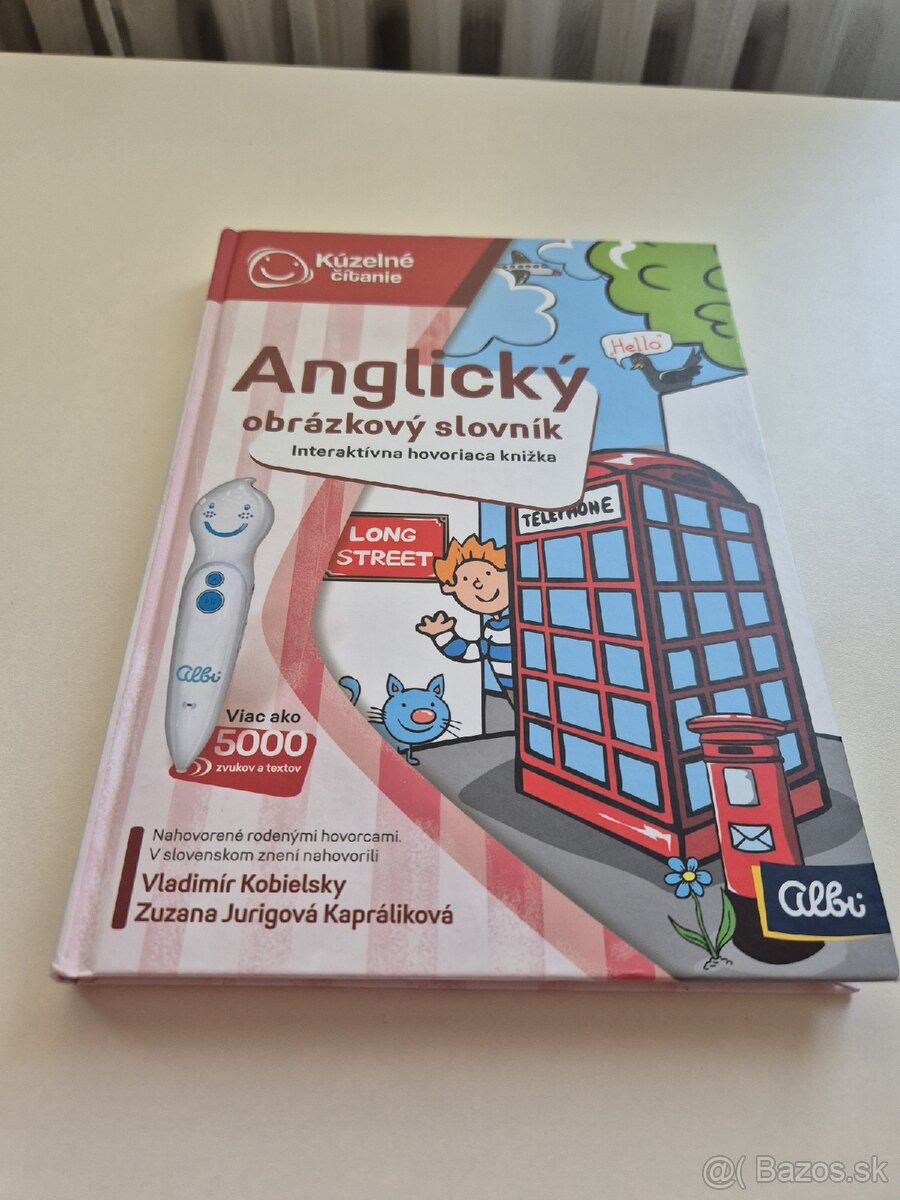 Kúzelné
čítanie
"Hello"
Anglický
obrázkový slovník
Interaktívna hovoriaca knižka
TELEPHONE
LONG
STREET
albi
Viac ako
5000
zvukov a textov
Nahovorené rodenými hovorcami.
V slovenskom znení nahovorili
Vladimír Kobielsky
Zuzana Jurigová Kapráliková
albi
@( Bazos.sk